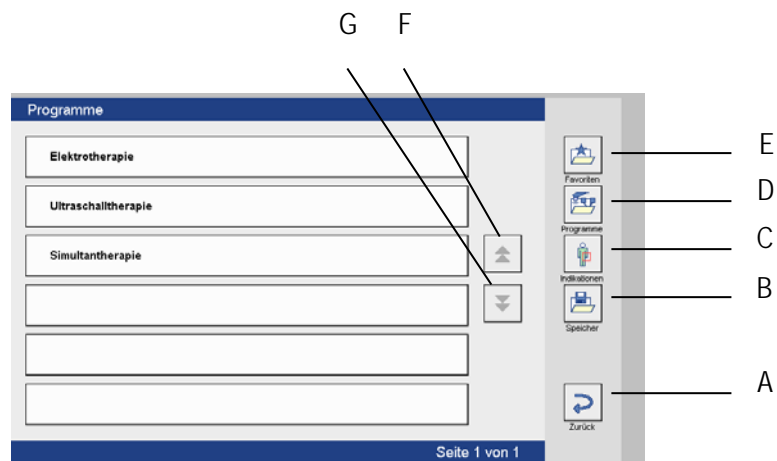 G F
Programme
Elektrotherapie
Ultraschalltherapie
Simultantherapie
Favoriten
E
Programme
D
Indikationen
C
Speicher
B
Zurück
A
Seite 1 von 1